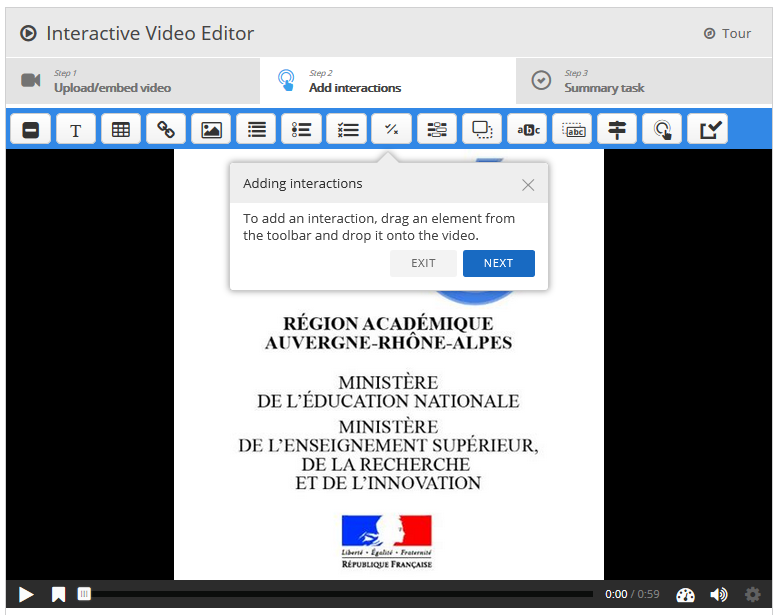 Interactive Video Editor
Tour
Step 1
Upload/embed video
Step 2
Add interactions
Step 3
Summary task
T
abc
abc
Adding interactions
To add an interaction, drag an element from
the toolbar and drop it onto the video.
EXIT
NEXT
RÉGION ACADÉMIQUE
AUVERGNE-RHÔNE-ALPES
MINISTÈRE
DE L'ÉDUCATION NATIONALE
MINISTÈRE
DE L'ENSEIGNEMENT SUPÉRIEUR,
DE LA RECHERCHE
ET DE L'INNOVATION
Liberté • Égalité • Fraternité
RÉPUBLIQUE FRANÇAISE
0:00 / 0:59